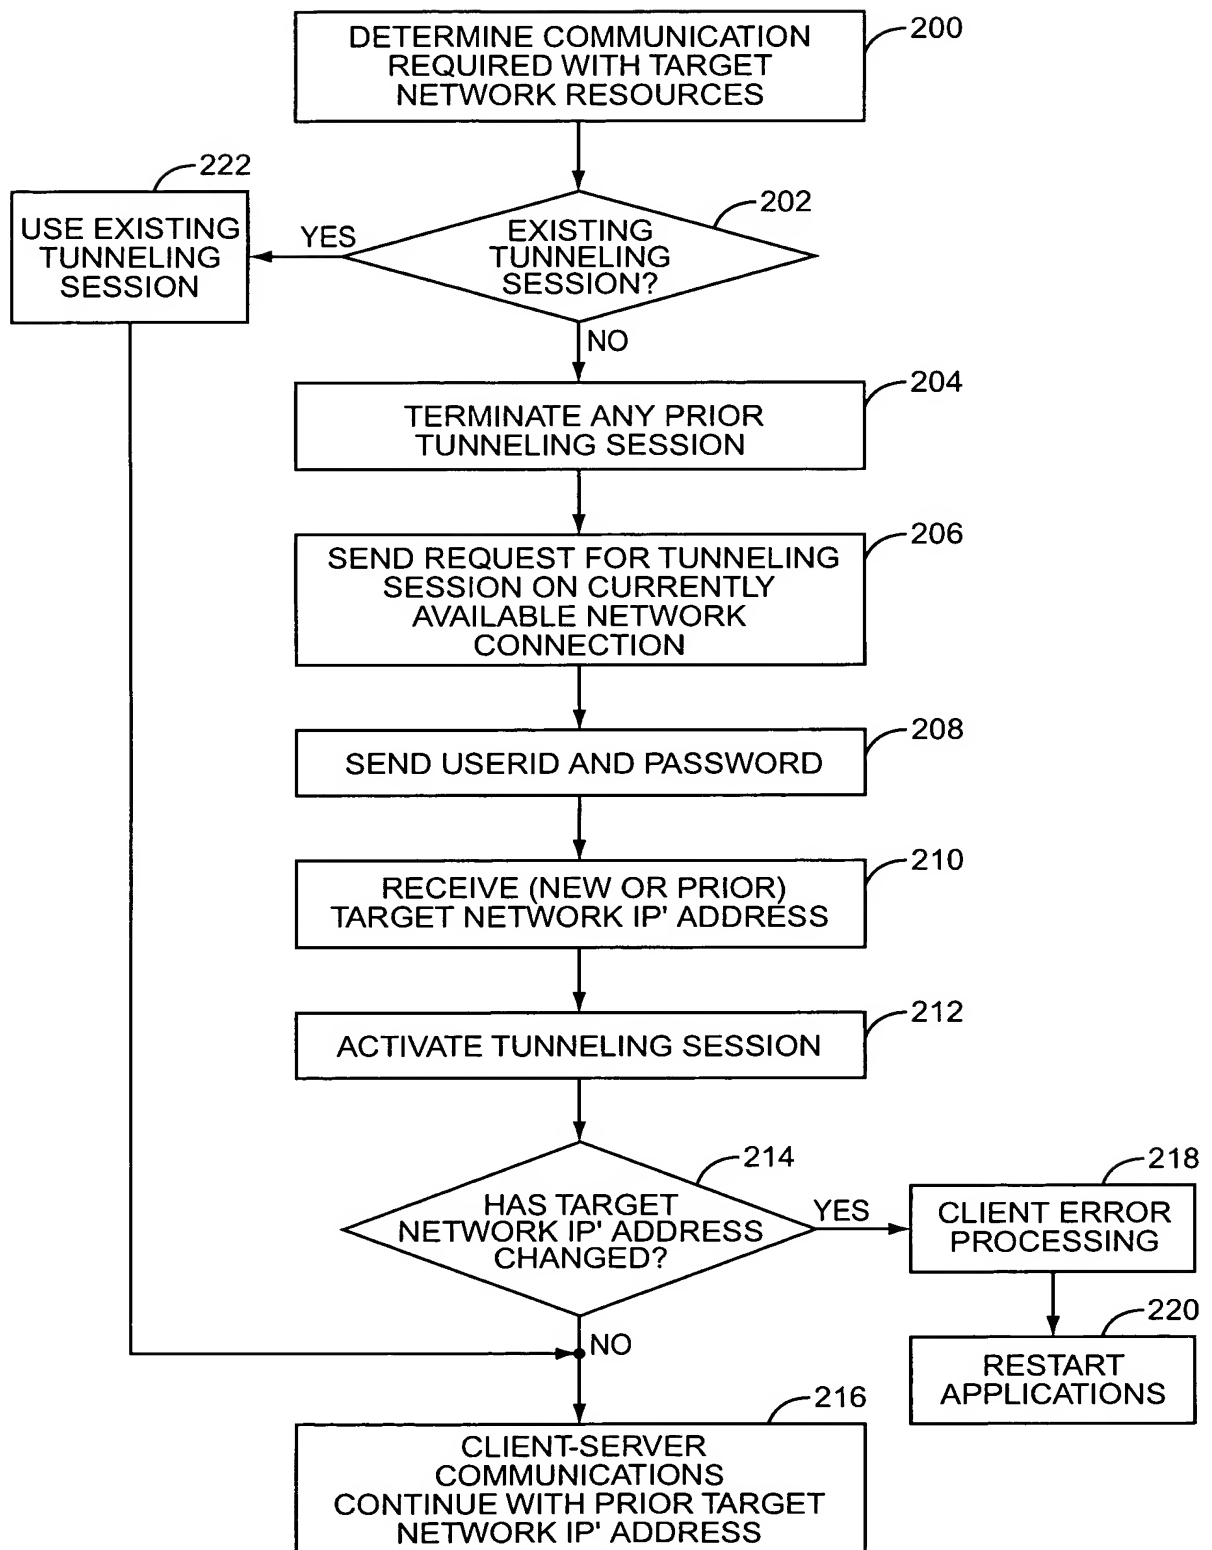 DETERMINE COMMUNICATION
REQUIRED WITH TARGET
NETWORK RESOURCES
200
222
USE EXISTING
TUNNELING
SESSION
YES
202
EXISTING
TUNNELING
SESSION?
NO
204
TERMINATE ANY PRIOR
TUNNELING SESSION
206
SEND REQUEST FOR TUNNELING
SESSION ON CURRENTLY
AVAILABLE NETWORK
CONNECTION
208
SEND USERID AND PASSWORD
210
RECEIVE (NEW OR PRIOR)
TARGET NETWORK IP' ADDRESS
212
ACTIVATE TUNNELING SESSION
214
HAS TARGET
NETWORK IP' ADDRESS
CHANGED?
YES
218
CLIENT ERROR
PROCESSING
220
RESTART
APPLICATIONS
NO
216
CLIENT-SERVER
COMMUNICATIONS
CONTINUE WITH PRIOR TARGET
NETWORK IP' ADDRESS